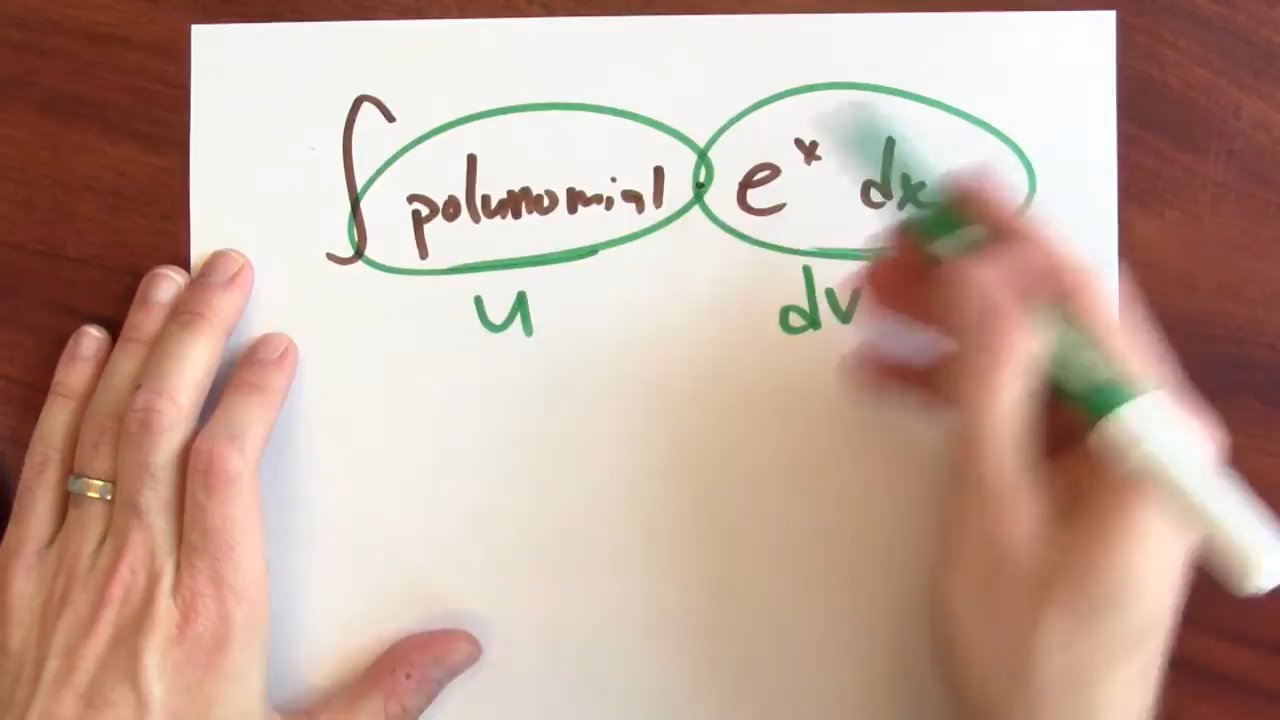 ∫ polynomial · eˣ dx
u dv